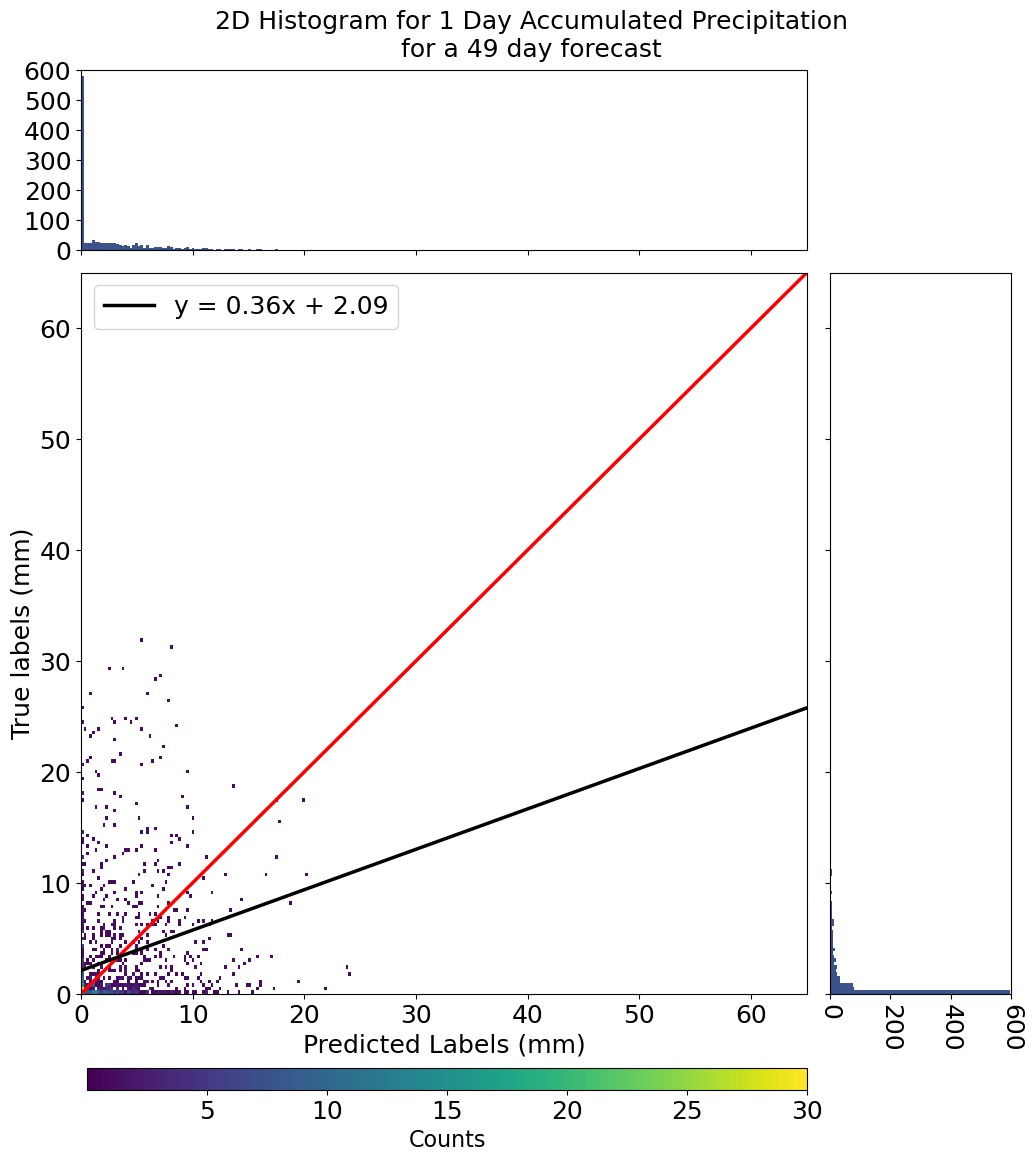 2D Histogram for 1 Day Accumulated Precipitation
for a 49 day forecast
600
500
400
300
200
100
0
y = 0.36x + 2.09
60
50
40
30
20
10
0
True labels (mm)
0 10 20 30 40 50 60
Predicted Labels (mm)
0 200 400 600
5 10 15 20 25 30
Counts